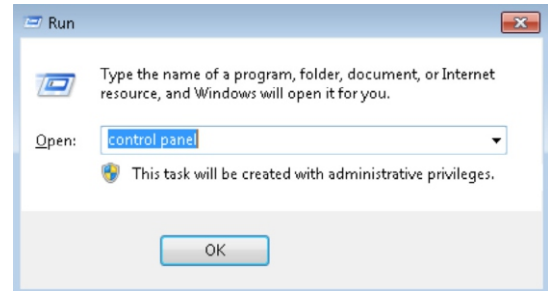 Run
Type the name of a program, folder, document, or Internet
resource, and Windows will open it for you.
Open: control panel
This task will be created with administrative privileges.
OK